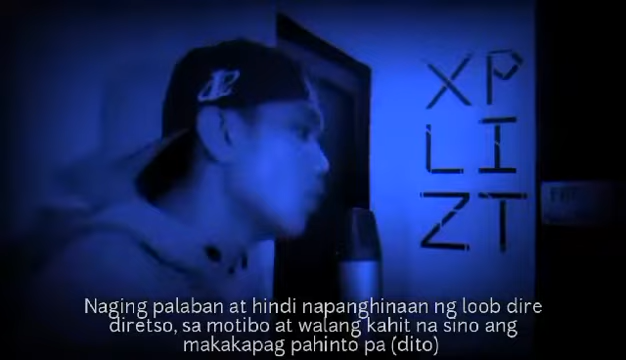 XP
LI
ZT
Naging palaban at hindi napanghinaan ng loob dire
diretso, sa motibo at walang kahit na sino ang
makakapag pahinto pa (dito)